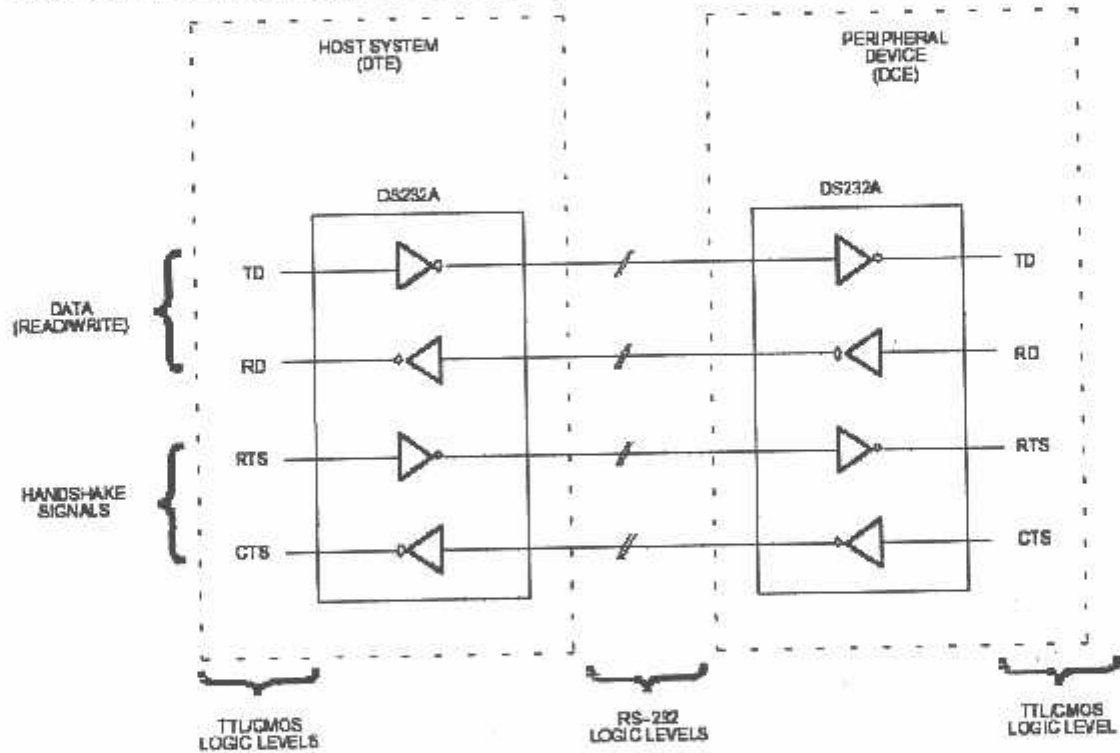 HOST SYSTEM
(DTE)
PERIPHERAL
DEVICE
(DCE)
DS232A
DS232A
DATA
(READ/WRITE)
TD
TD
RD
RD
HANDSHAKE
SIGNALS
RTS
RTS
CTS
CTS
TTL/CMOS
LOGIC LEVELS
RS-232
LOGIC LEVELS
TTL/CMOS
LOGIC LEVEL